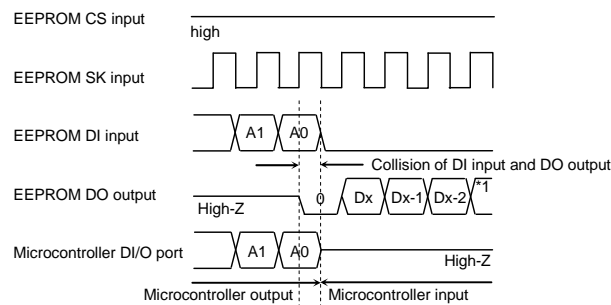 EEPROM CS input
high
EEPROM SK input
EEPROM DI input
A1 A0
Collision of DI input and DO output
EEPROM DO output
High-Z
0 Dx Dx-1 Dx-2 *1
Microcontroller DI/O port
A1 A0
High-Z
Microcontroller output Microcontroller input